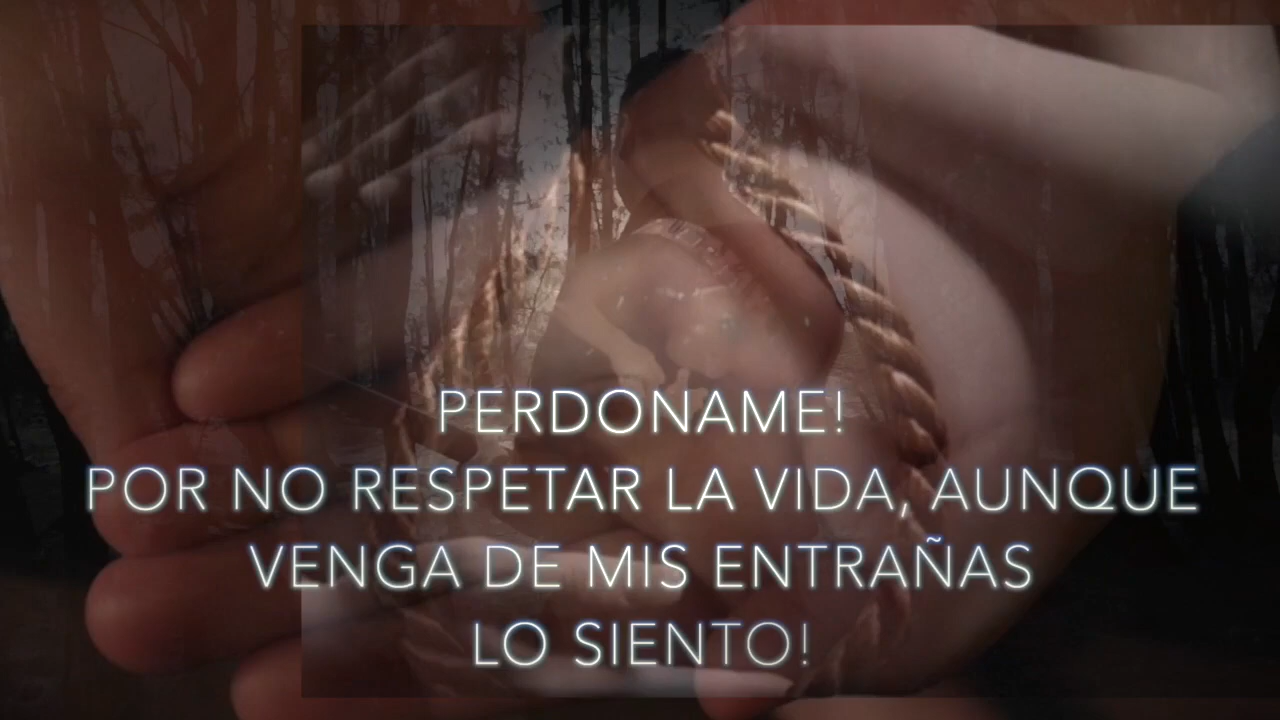 PERDONAME!
POR NO RESPETAR LA VIDA, AUNQUE
VENGA DE MIS ENTRAÑAS
LO SIENTO!